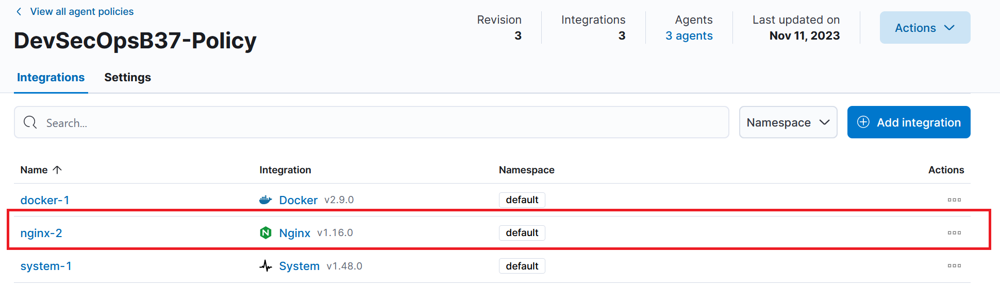 View all agent policies
DevSecOpsB37-Policy
Revision
3
Integrations
3
Agents
3 agents
Last updated on
Nov 11, 2023
Actions
Integrations Settings
Search...
Namespace
Add integration
Name Integration Namespace Actions
docker-1 Docker v2.9.0 default
nginx-2 Nginx v1.16.0 default
system-1 System v1.48.0 default